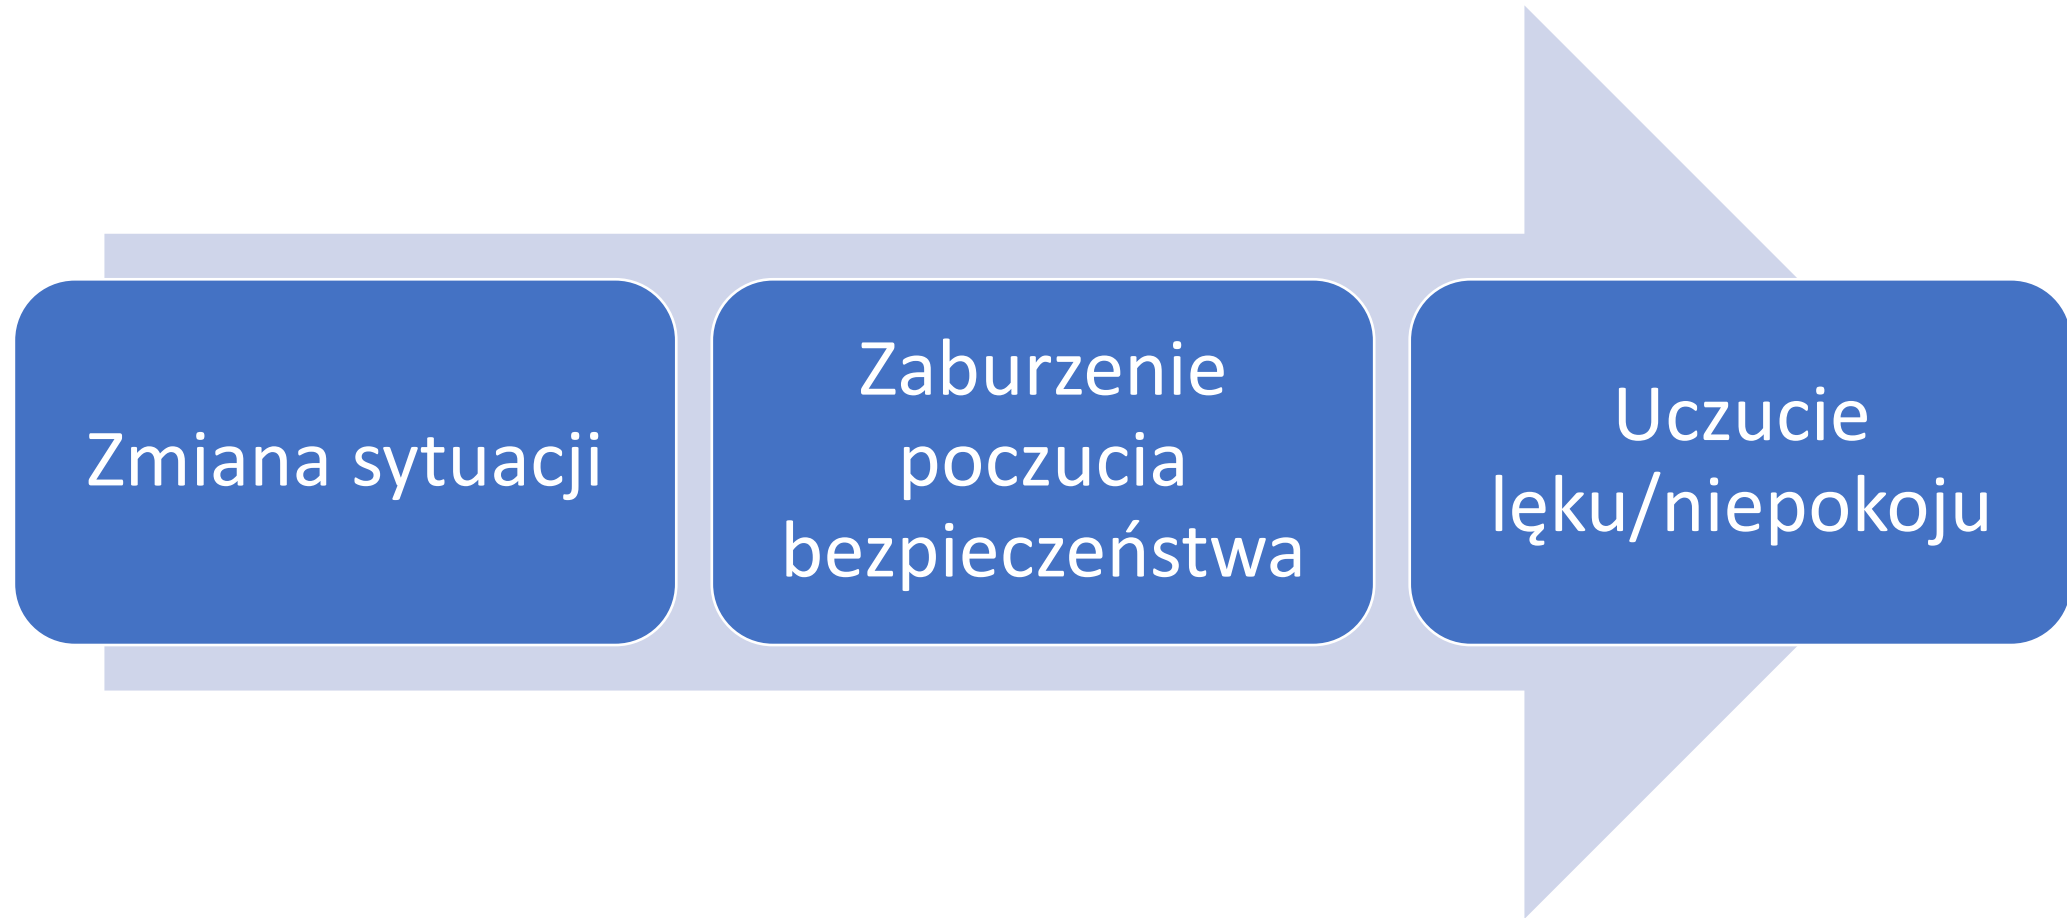 Zmiana sytuacji
Zaburzenie
poczucia
bezpieczeństwa
Uczucie
lęku/niepokoju